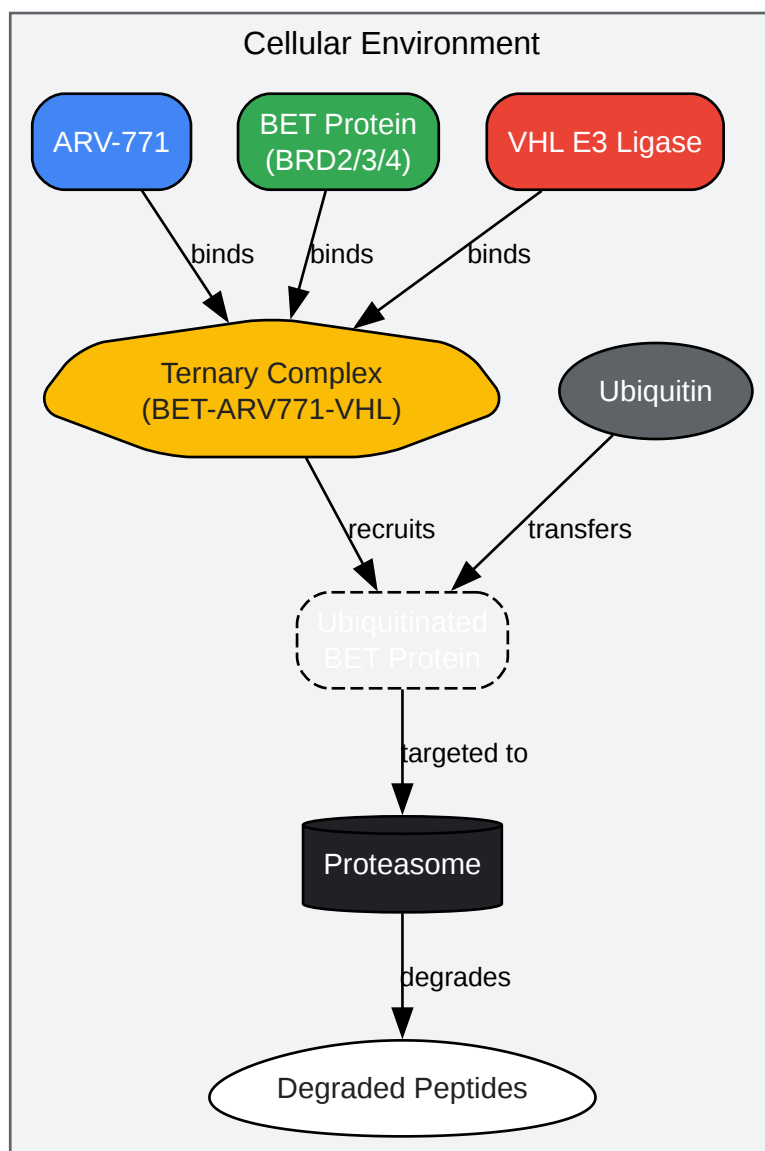 Cellular Environment
ARV-771
BET Protein
(BRD2/3/4)
VHL E3 Ligase
binds
binds
binds
Ternary Complex
(BET-ARV771-VHL)
Ubiquitin
recruits
transfers
Ubiquitinated
BET Protein
targeted to
Proteasome
degrades
Degraded Peptides